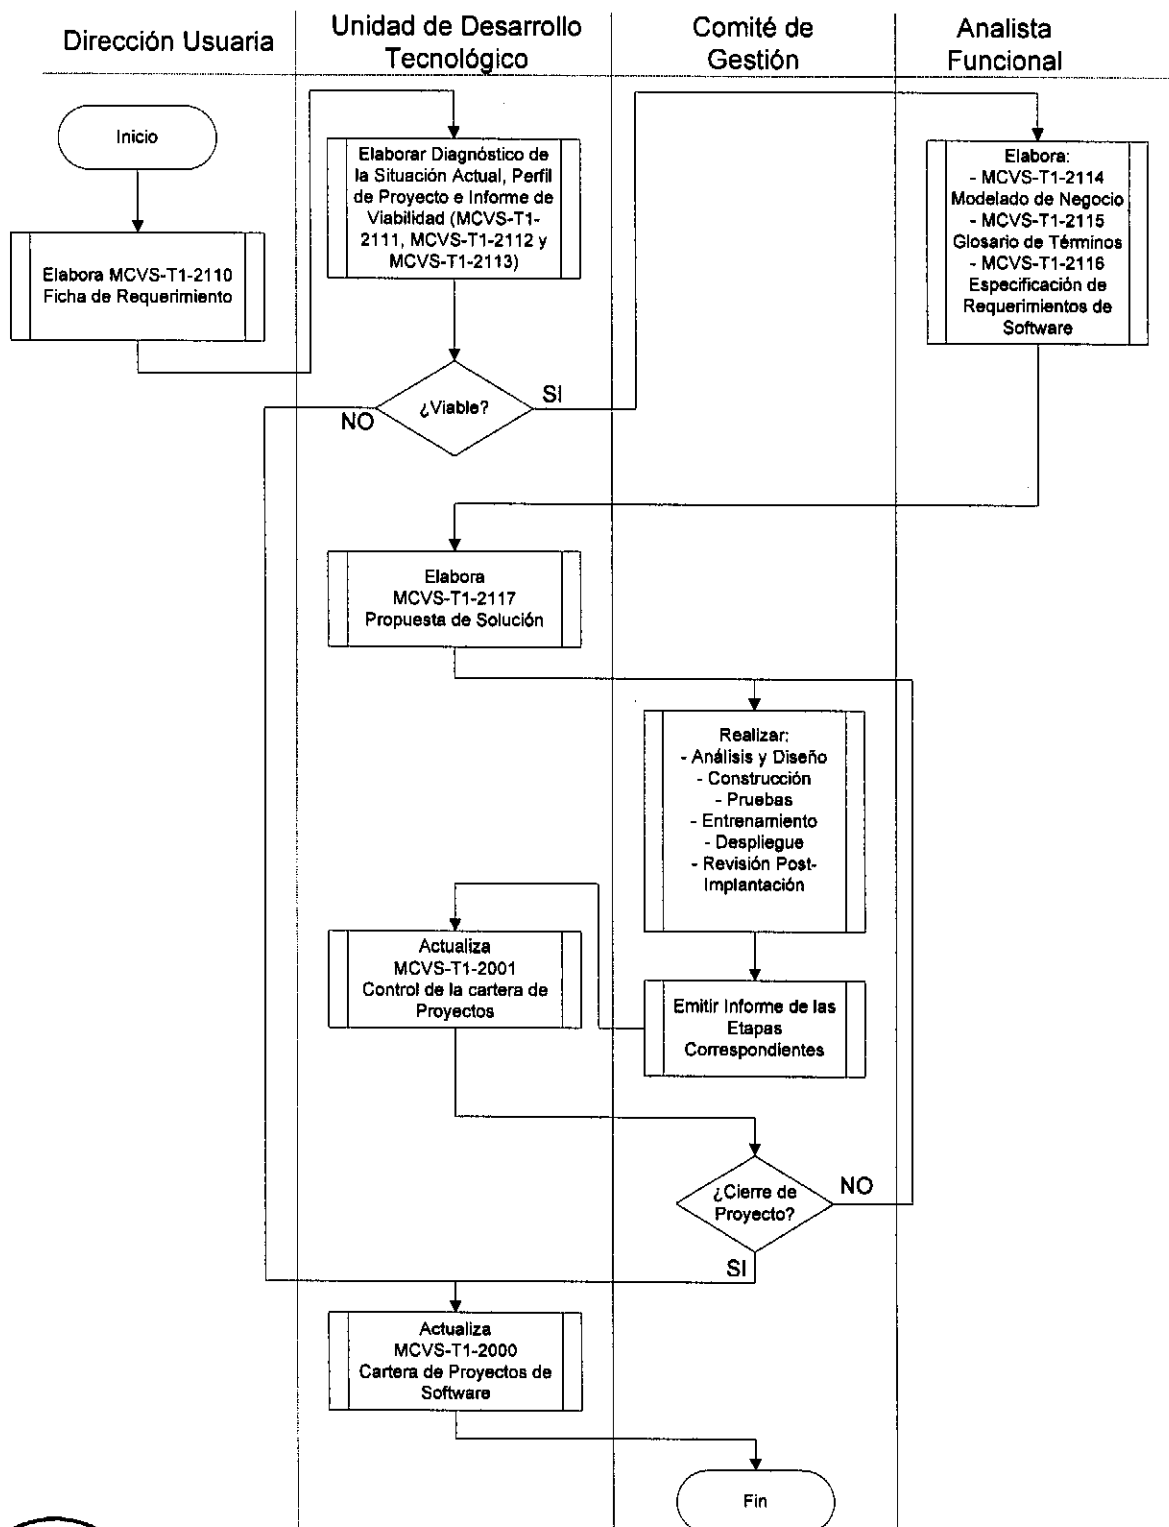 Dirección Usuaria
Unidad de Desarrollo
Tecnológico
Comité de
Gestión
Analista
Funcional
Inicio
Elabora MCVS-T1-2110
Ficha de Requerimiento
Elaborar Diagnóstico de
la Situación Actual, Perfil
de Proyecto e Informe de
Viabilidad (MCVS-T1-
2111, MCVS-T1-2112 y
MCVS-T1-2113)
Elabora:
- MCVS-T1-2114
Modelado de Negocio
- MCVS-T1-2115
Glosario de Términos
- MCVS-T1-2116
Especificación de
Requerimientos de
Software
¿Viable?
SI
NO
Elabora
MCVS-T1-2117
Propuesta de Solución
Realizar:
- Análisis y Diseño
- Construcción
- Pruebas
- Entrenamiento
- Despliegue
- Revisión Post-
Implantación
Actualiza
MCVS-T1-2001
Control de la cartera de
Proyectos
Emitir Informe de las
Etapas
Correspondientes
¿Cierre de
Proyecto?
NO
SI
Actualiza
MCVS-T1-2000
Cartera de Proyectos de
Software
Fin